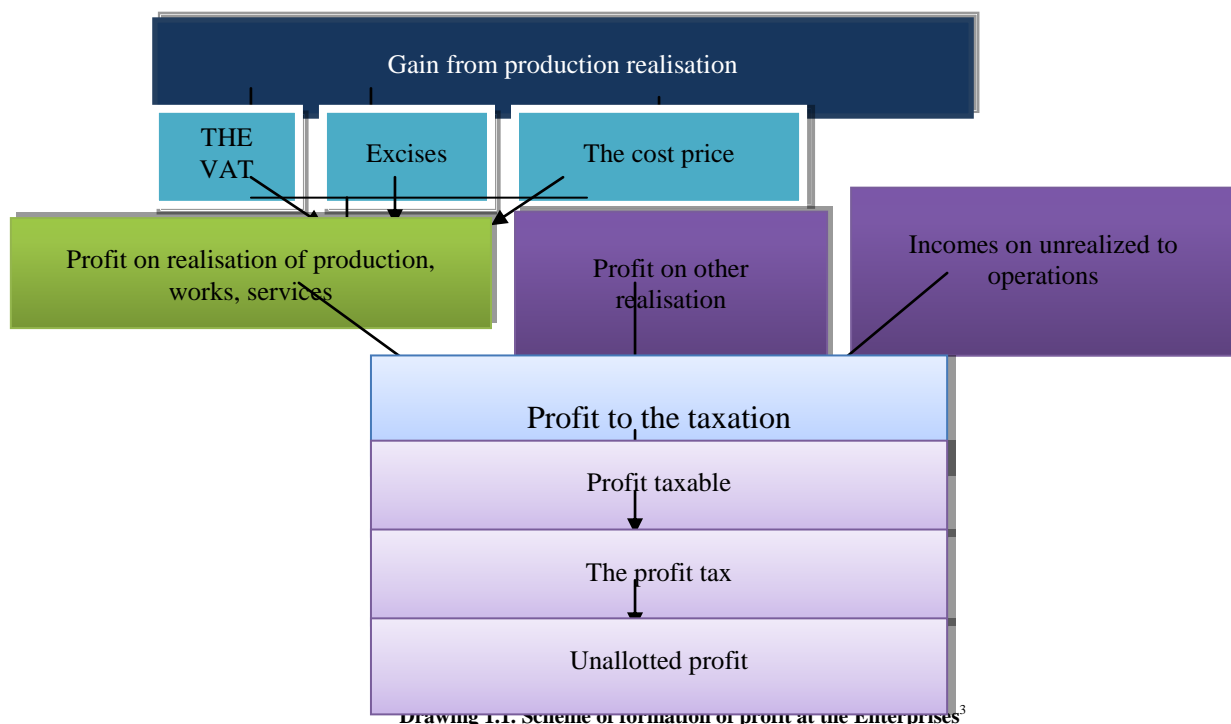 Gain from production realisation
THE
VAT
Excises
The cost price
Profit on realisation of production,
works, services
Profit on other
realisation
Incomes on unrealized to
operations
Profit to the taxation
Profit taxable
The profit tax
Unallotted profit
Drawing 1.1. Scheme of formation of profit at the Enterprises3